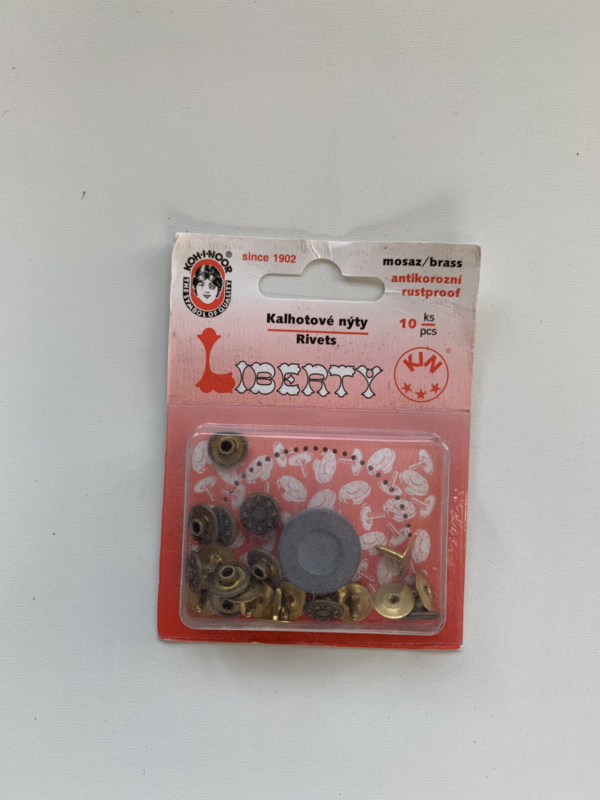 KOH-I-NOOR®
THE SYMBOL OF QUALITY
since 1902
mosaz/brass
antikorozní
rustproof
Kalhotové nýty
Rivets
10 ks
pcs
LIBERTY
KIN®